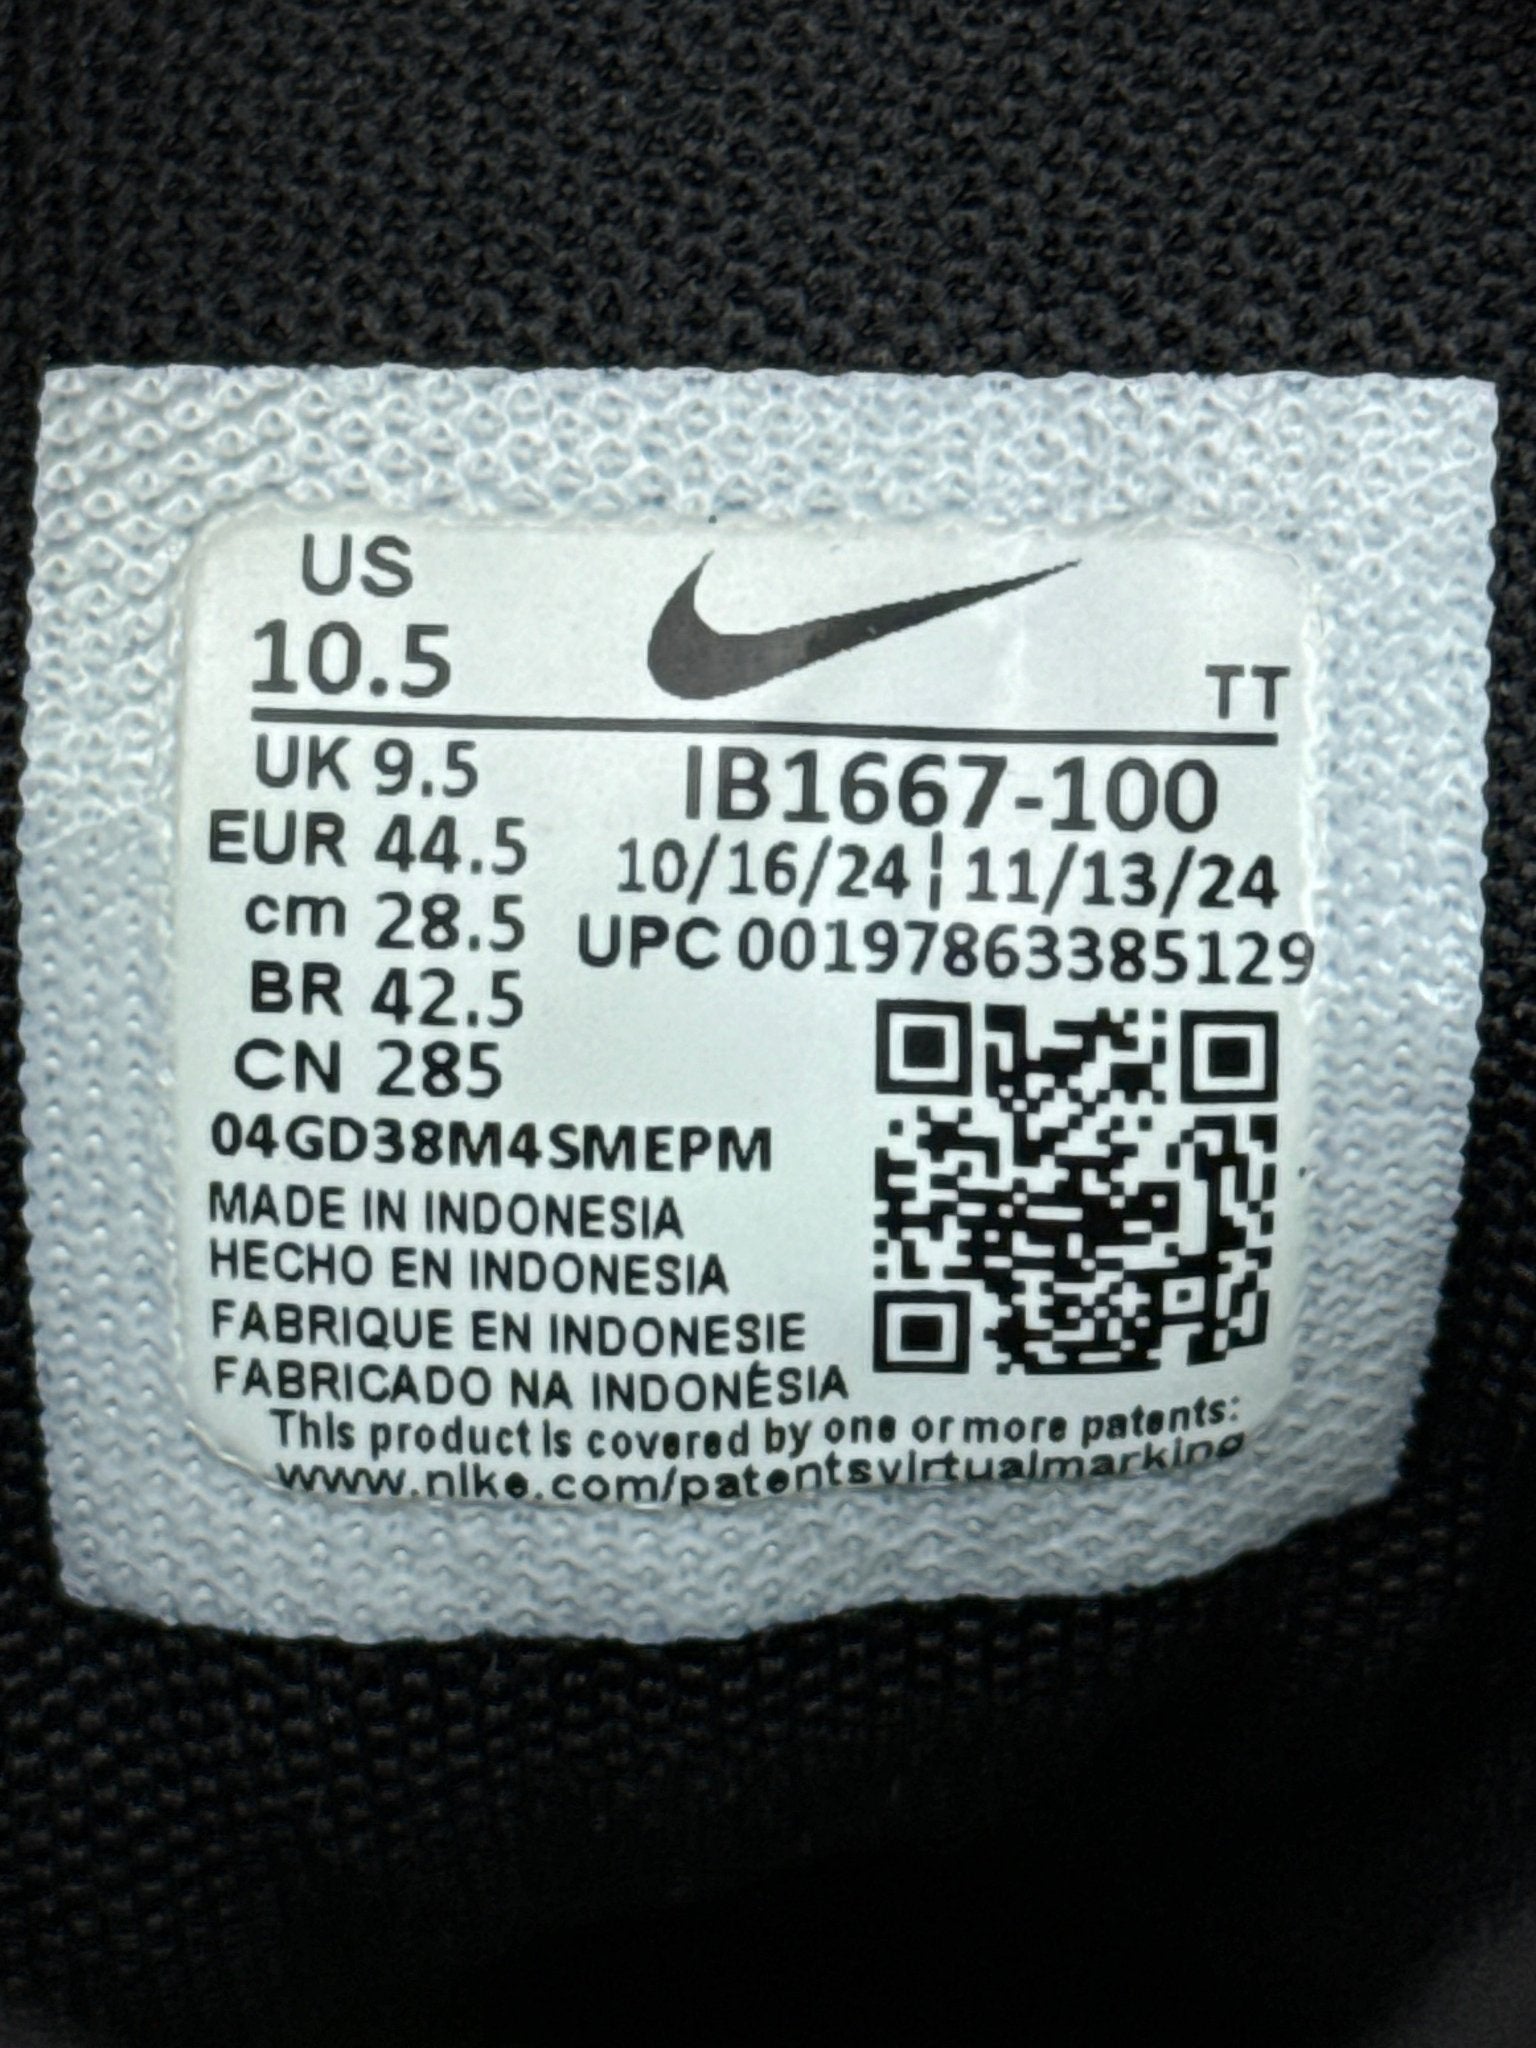 US
10.5
TT
UK 9.5
IB1667-100
EUR 44.5
10/16/24 | 11/13/24
cm 28.5
UPC 00197863385129
BR 42.5
CN 285
04GD38M4SMEPM
MADE IN INDONESIA
HECHO EN INDONESIA
FABRIQUE EN INDONESIE
FABRICADO NA INDONÉSIA
This product is covered by one or more patents:
www.nike.com/patentsvirtualmarking